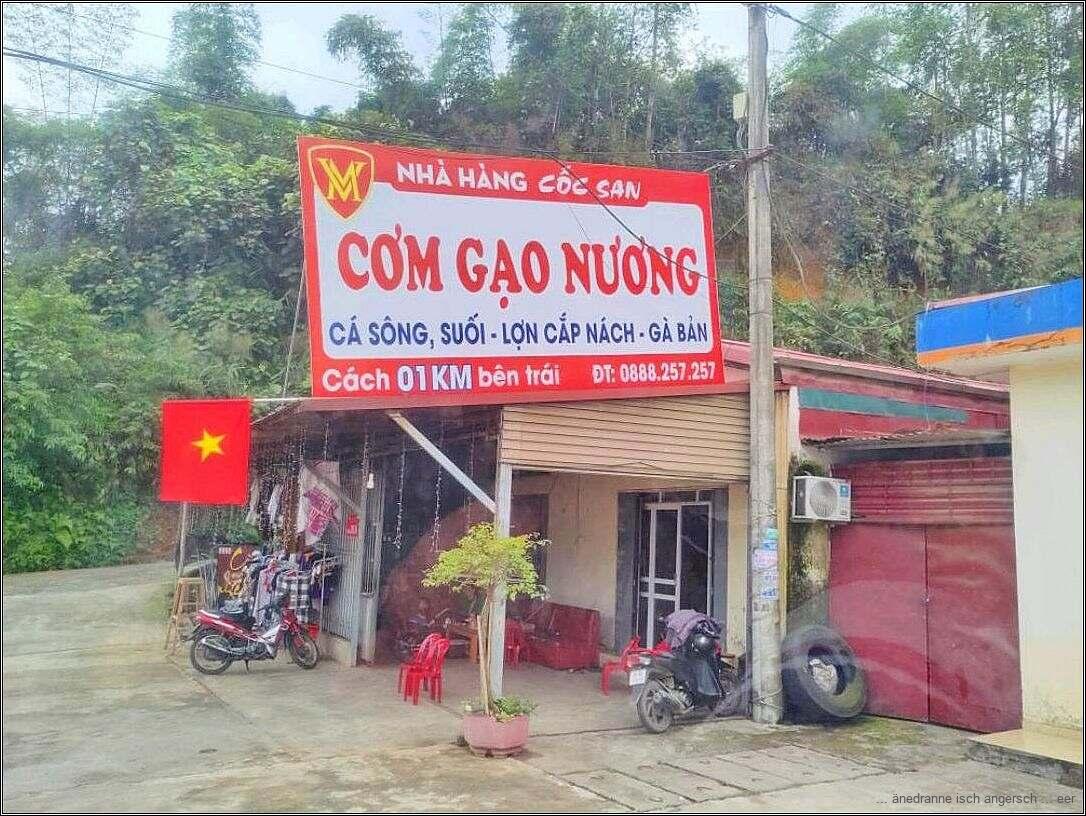 VM
NHÀ HÀNG CỐC SAN
CƠM GẠO NƯƠNG
CÁ SÔNG, SUỐI - LỢN CẮP NÁCH - GÀ BẢN
Cách 01KM bên trái ĐT: 0888.257.257
... änedranne isch angersch ... eer